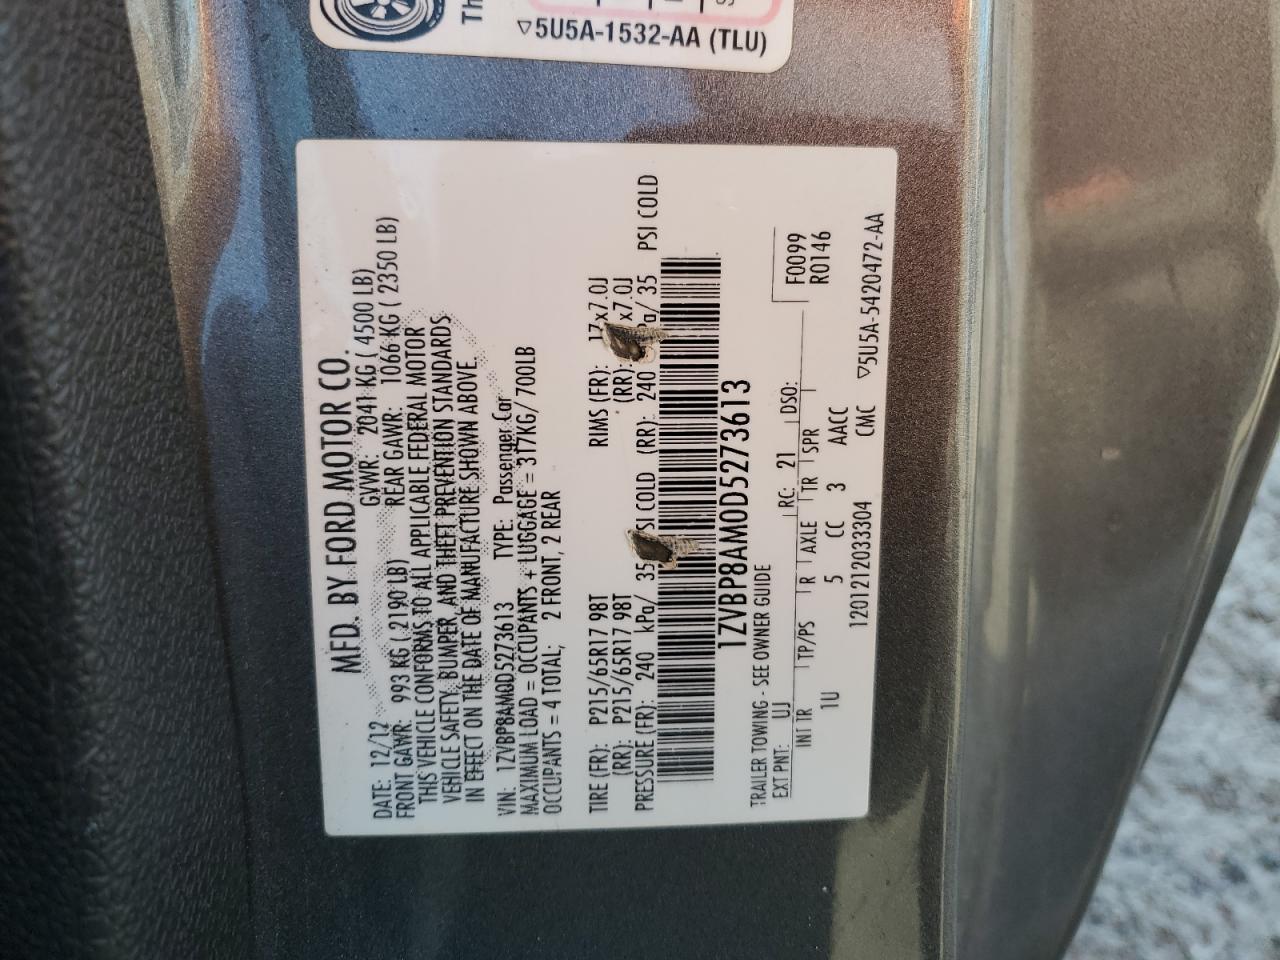 ▽5U5A-1532-AA (TLU)
MFD. BY FORD MOTOR CO.
DATE: 12/12 GVWR: 2041 KG ( 4500 LB)
FRONT GAWR: 993 KG ( 2190 LB) REAR GAWR: 1066 KG ( 2350 LB)
THIS VEHICLE CONFORMS TO ALL APPLICABLE FEDERAL MOTOR
VEHICLE SAFETY, BUMPER, AND THEFT PREVENTION STANDARDS
IN EFFECT ON THE DATE OF MANUFACTURE SHOWN ABOVE.
VIN: 1ZVBP8AM0D5273613 TYPE: Passenger Car
MAXIMUM LOAD = OCCUPANTS + LUGGAGE = 317KG/ 700LB
OCCUPANTS = 4 TOTAL; 2 FRONT, 2 REAR
TIRE (FR): P215/65R17 98T RIMS (FR): 17x7.0J
(RR): P215/65R17 98T (RR): x7.0J
PRESSURE (FR): 240 kPa/ 35 PSI COLD (RR): 240 kPa/ 35 PSI COLD
1ZVBP8AM0D5273613
TRAILER TOWING - SEE OWNER GUIDE
EXT PNT: UJ RC: 21 DSO: F0099
R0146
INT TR TP/PS R AXLE TR SPR
1U 5 CC 3 AACC
1201212033304 CMC
▽5U5A-5420472-AA